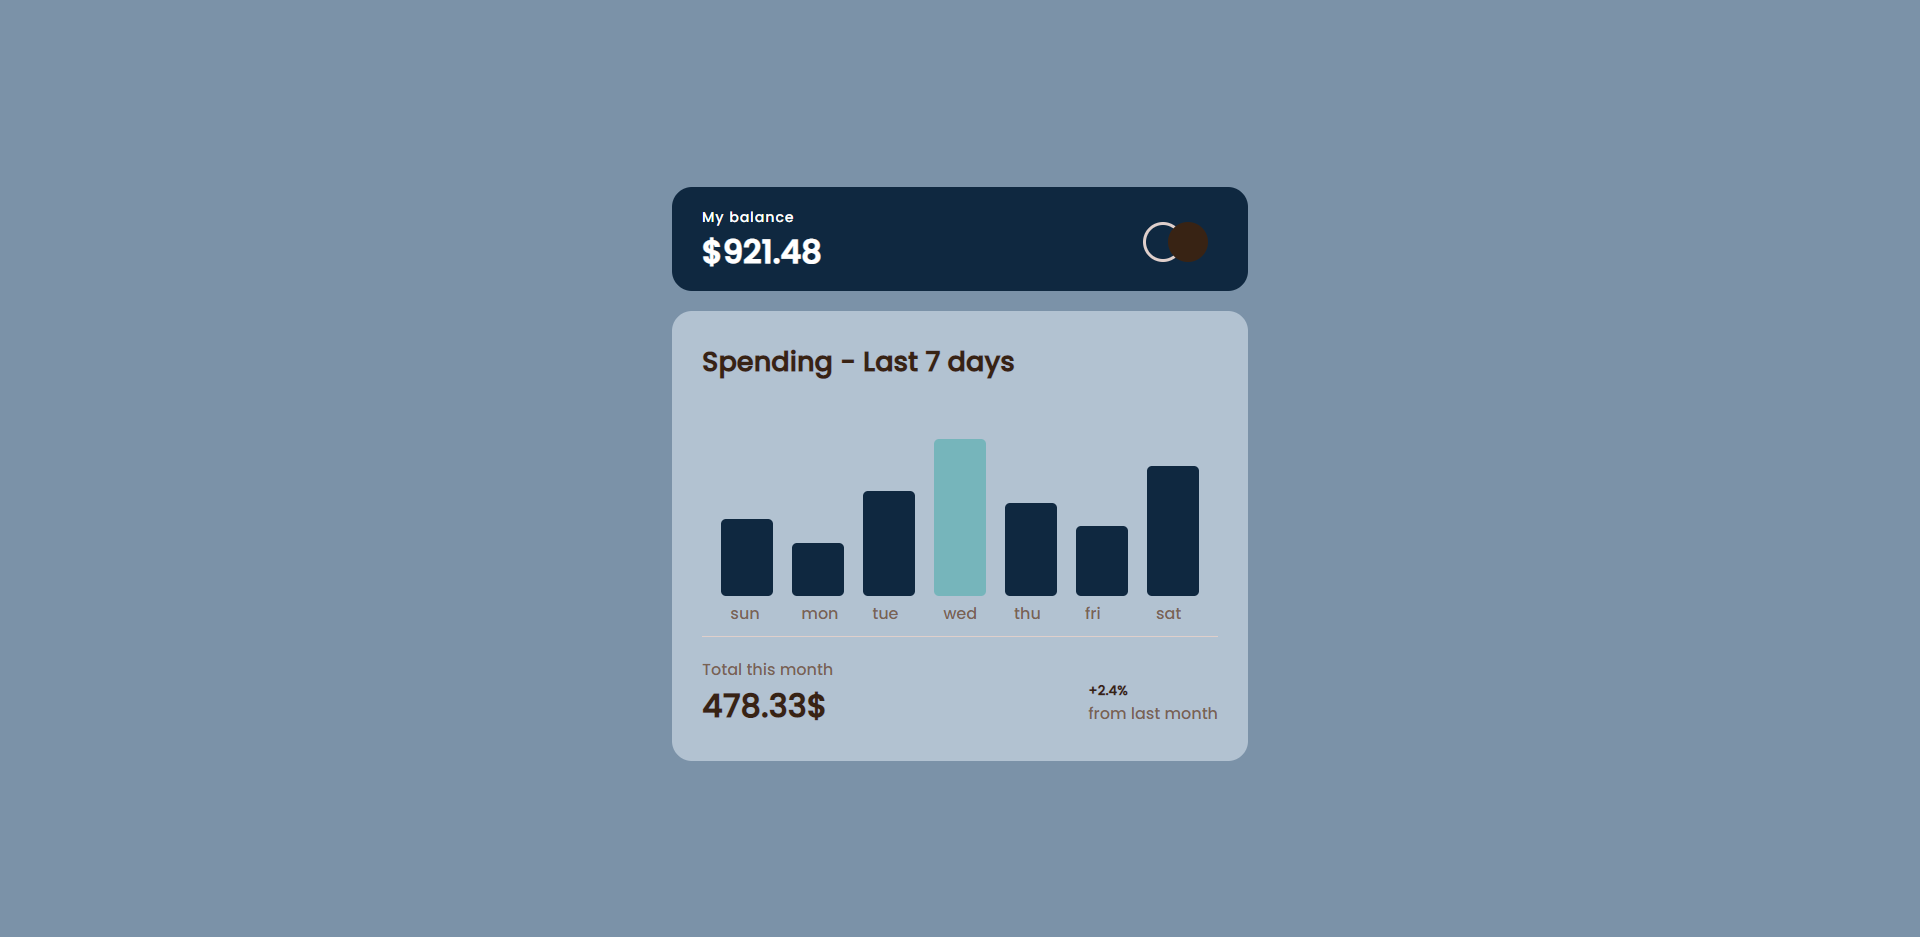 My balance
$921.48
Spending - Last 7 days
sun mon tue wed thu fri sat
Total this month
478.33$
+2.4%
from last month